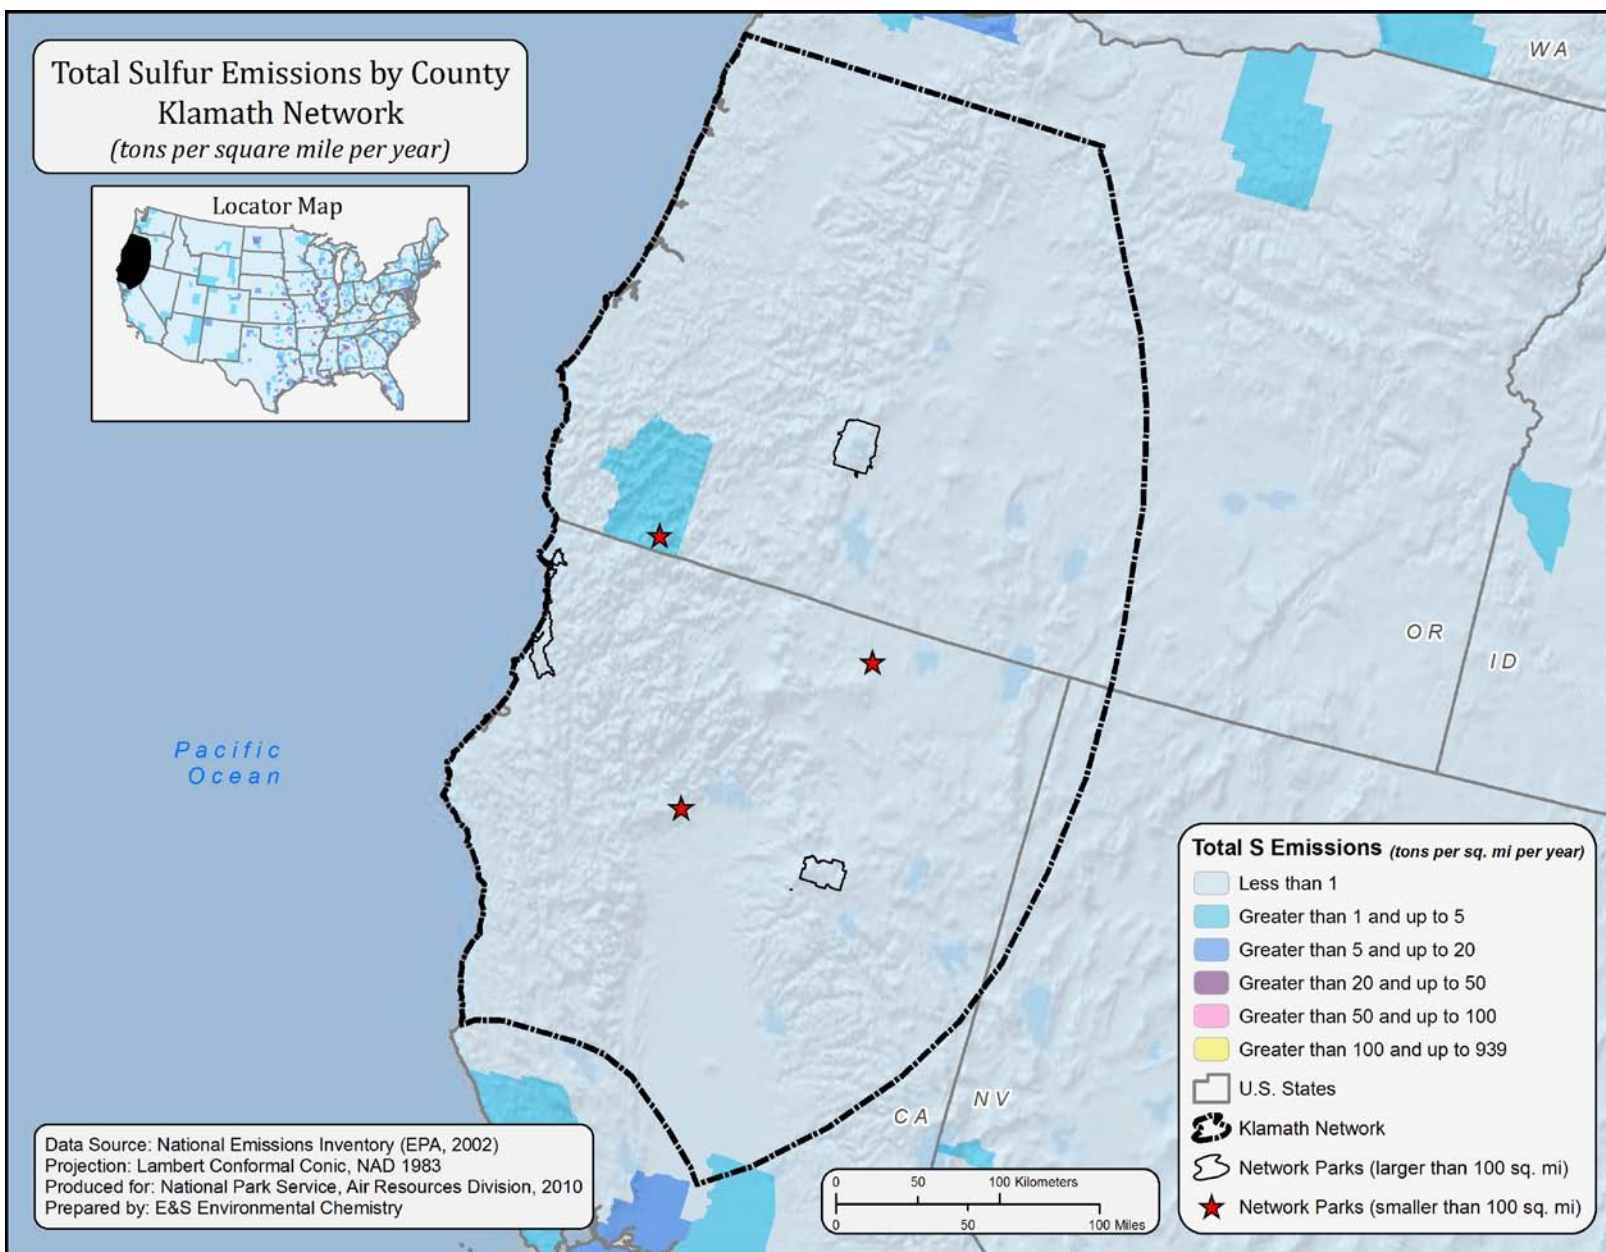 Total Sulfur Emissions by County
Klamath Network
(tons per square mile per year)
Locator Map
WA
OR
ID
Pacific
Ocean
CA
NV
Total S Emissions (tons per sq. mi per year)
Less than 1
Greater than 1 and up to 5
Greater than 5 and up to 20
Greater than 20 and up to 50
Greater than 50 and up to 100
Greater than 100 and up to 939
U.S. States
Klamath Network
Network Parks (larger than 100 sq. mi)
Network Parks (smaller than 100 sq. mi)
Data Source: National Emissions Inventory (EPA, 2002)
Projection: Lambert Conformal Conic, NAD 1983
Produced for: National Park Service, Air Resources Division, 2010
Prepared by: E&S Environmental Chemistry
0 50 100 Kilometers
0 50 100 Miles